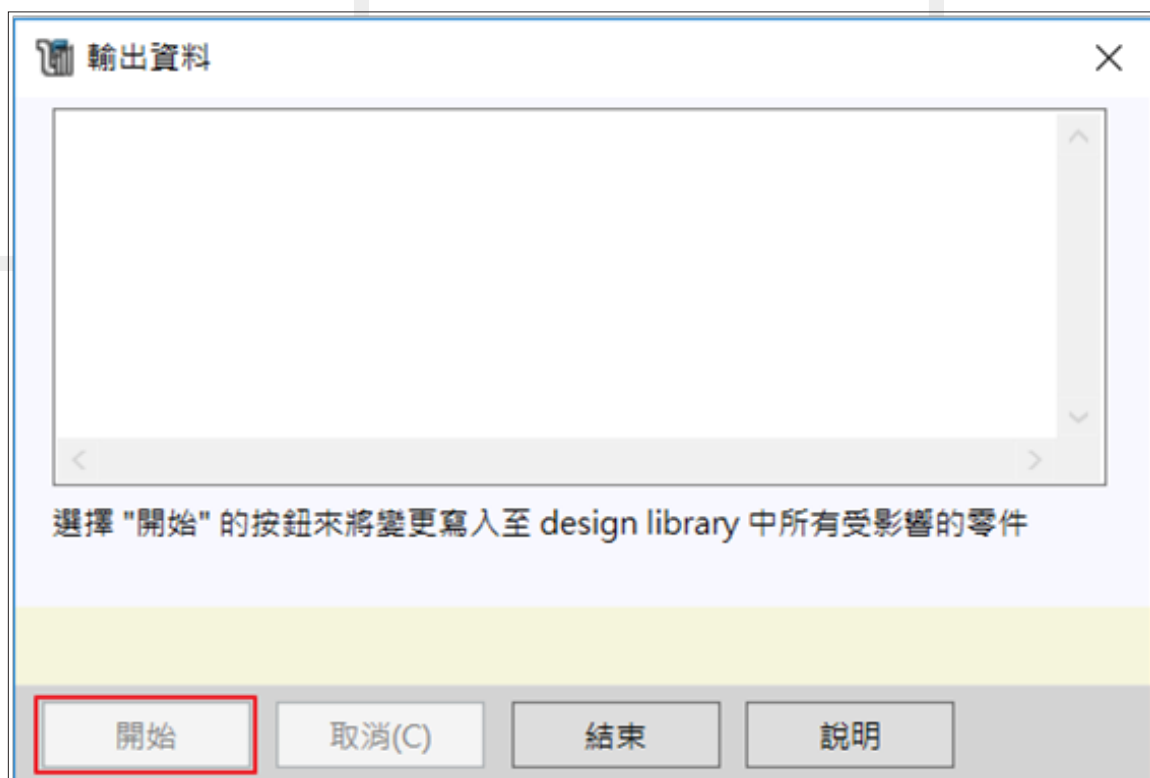 輸出資料
選擇 "開始" 的按鈕來將變更寫入至 design library 中所有受影響的零件
開始
取消(C)
結束
說明